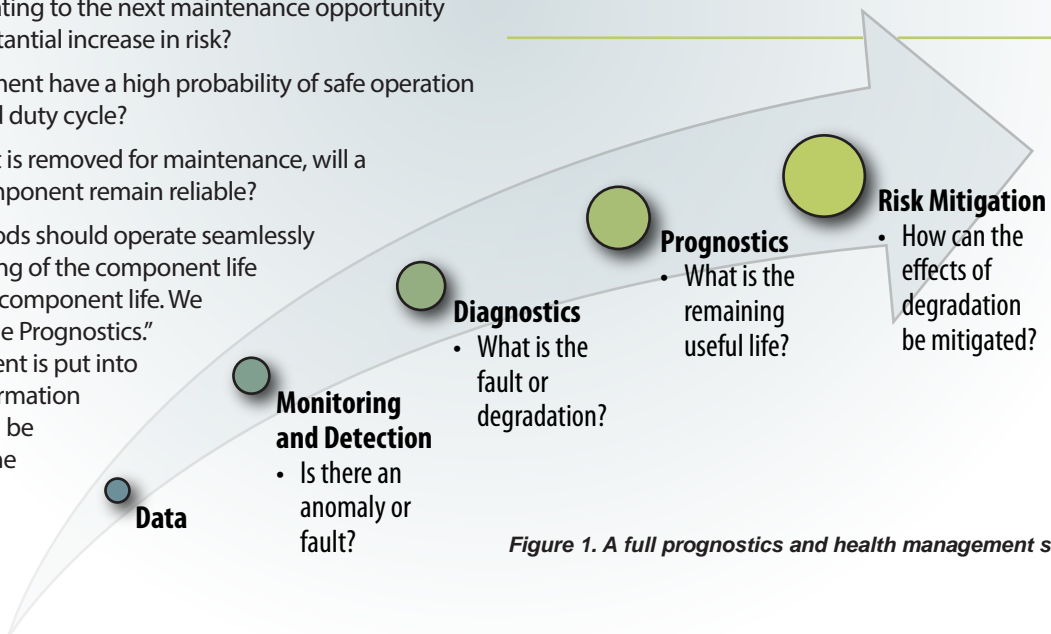 ting to the next maintenance opportunity
tantial increase in risk?
ment have a high probability of safe operation
d duty cycle?
t is removed for maintenance, will a
mponent remain reliable?
ods should operate seamlessly
ng of the component life
component life. We
e Prognostics.”
ent is put into
rmation
be
ne
Data
Monitoring
and Detection
• Is there an
anomaly or
fault?
Diagnostics
• What is the
fault or
degradation?
Prognostics
• What is the
remaining
useful life?
Risk Mitigation
• How can the
effects of
degradation
be mitigated?
Figure 1. A full prognostics and health management s